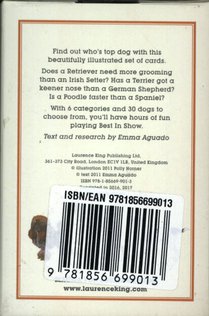 Find out who's top dog with this
beautifully illustrated set of cards.
Does a Retriever need more grooming
than an Irish Setter? Has a Terrier got a
keener nose than a German Shepherd?
Is a Poodle faster than a Spaniel?
With 6 categories and 30 dogs to
choose from, you'll have hours of fun
playing Best in Show.
Text and research by Emma Aguado
Laurence King Publishing Ltd,
361-373 City Road, London EC1V 1LR, United Kingdom
© illustration 2011 Polly Horner
© text 2011 Emma Aguado
ISBN 978-1-85669-901-3
2016, 2017
ISBN/EAN 9781856699013
9 781856 699013
www.laurenceking.com